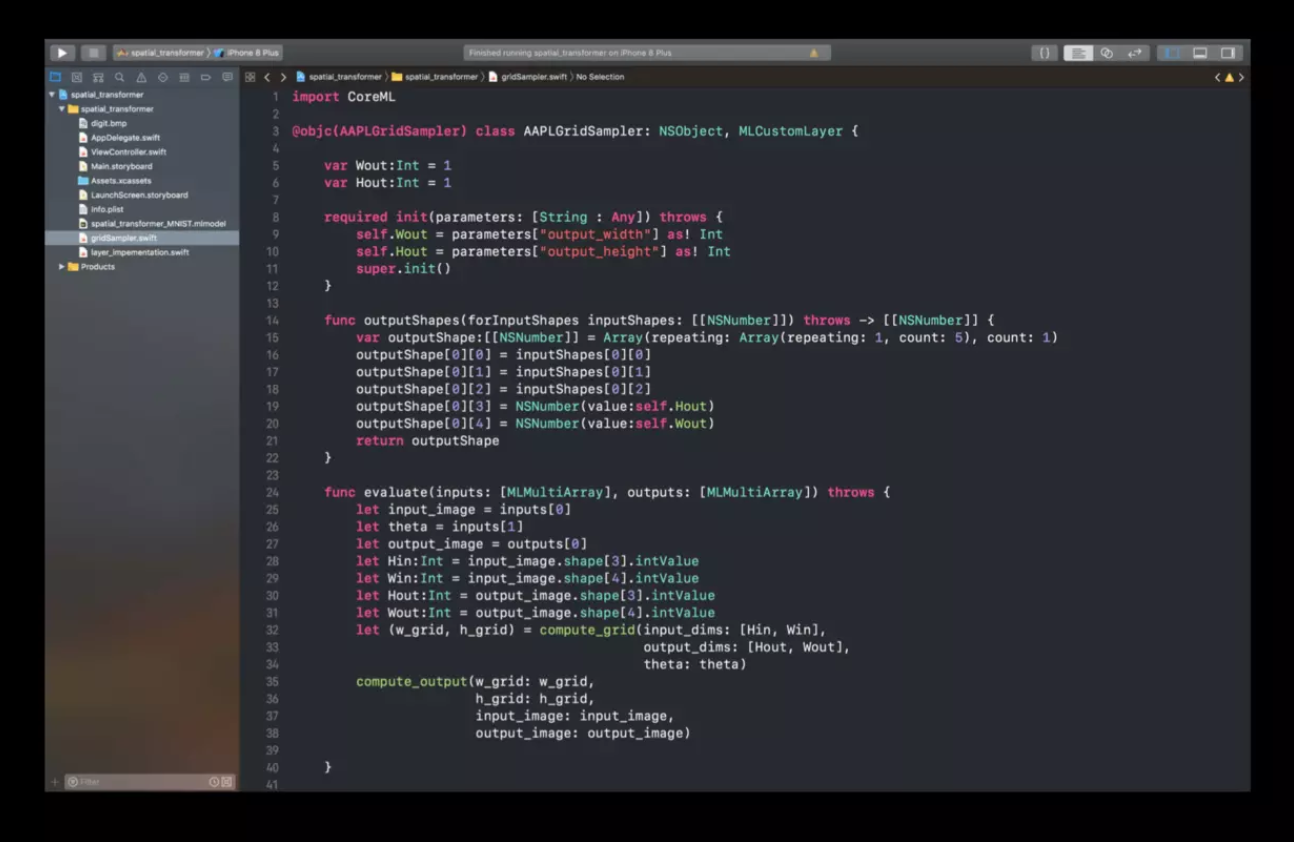 spatial_transformer ⟩ iPhone 8 Plus
Finished running spatial_transformer on iPhone 8 Plus
spatial_transformer ⟩ spatial_transformer ⟩ gridSampler.swift ⟩ No Selection
spatial_transformer
spatial_transformer
digit.bmp
AppDelegate.swift
ViewController.swift
Main.storyboard
Assets.xcassets
LaunchScreen.storyboard
Info.plist
spatial_transformer_MNIST.mlmodel
gridSampler.swift
layer_impementation.swift
Products
Filter
1 import CoreML
2
3 @objc(AAPLGridSampler) class AAPLGridSampler: NSObject, MLCustomLayer {
4
5     var Wout:Int = 1
6     var Hout:Int = 1
7
8     required init(parameters: [String : Any]) throws {
9         self.Wout = parameters["output_width"] as! Int
10         self.Hout = parameters["output_height"] as! Int
11         super.init()
12     }
13
14     func outputShapes(forInputShapes inputShapes: [[NSNumber]]) throws -> [[NSNumber]] {
15         var outputShape:[[NSNumber]] = Array(repeating: Array(repeating: 1, count: 5), count: 1)
16         outputShape[0][0] = inputShapes[0][0]
17         outputShape[0][1] = inputShapes[0][1]
18         outputShape[0][2] = inputShapes[0][2]
19         outputShape[0][3] = NSNumber(value:self.Hout)
20         outputShape[0][4] = NSNumber(value:self.Wout)
21         return outputShape
22     }
23
24     func evaluate(inputs: [MLMultiArray], outputs: [MLMultiArray]) throws {
25         let input_image = inputs[0]
26         let theta = inputs[1]
27         let output_image = outputs[0]
28         let Hin:Int = input_image.shape[3].intValue
29         let Win:Int = input_image.shape[4].intValue
30         let Hout:Int = output_image.shape[3].intValue
31         let Wout:Int = output_image.shape[4].intValue
32         let (w_grid, h_grid) = compute_grid(input_dims: [Hin, Win],
33                                             output_dims: [Hout, Wout],
34                                             theta: theta)
35         compute_output(w_grid: w_grid,
36                        h_grid: h_grid,
37                        input_image: input_image,
38                        output_image: output_image)
39
40     }
41